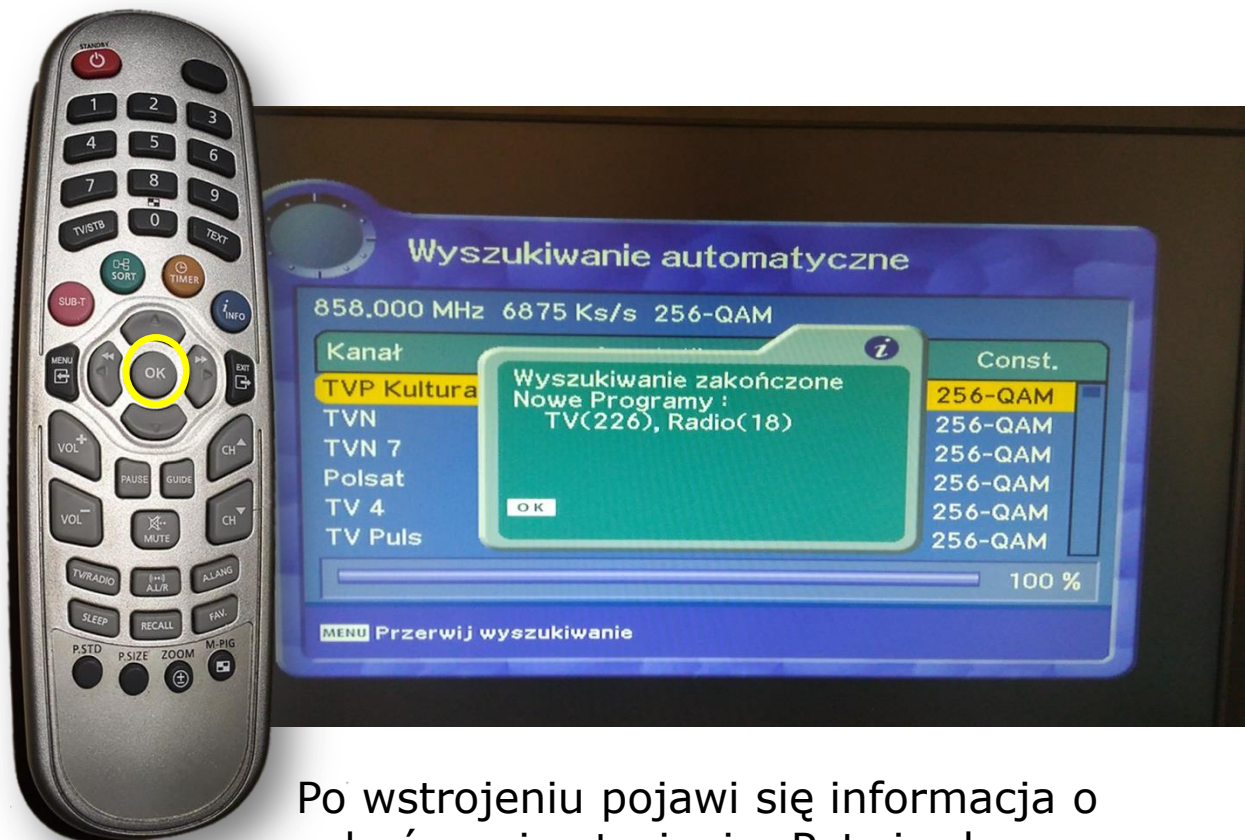 STANDBY
1 2 3
4 5 6
7 8 9
TV/STB 0 TEXT
SORT TIMER
SUB-T INFO
MENU OK EXIT
VOL+ CH
PAUSE GUIDE
VOL- MUTE CH
TV/RADIO A.L/R A.LANG
SLEEP RECALL FAV.
P.STD P.SIZE ZOOM M-PIG
Wyszukiwanie automatyczne
858.000 MHz 6875 Ks/s 256-QAM
Kanał Const.
TVP Kultura 256-QAM
TVN 256-QAM
TVN 7 256-QAM
Polsat 256-QAM
TV 4 256-QAM
TV Puls 256-QAM
Wyszukiwanie zakończone
Nowe Programy :
TV(226), Radio(18)
OK
100 %
MENU Przerwij wyszukiwanie
Po wstrojeniu pojawi się informacja o